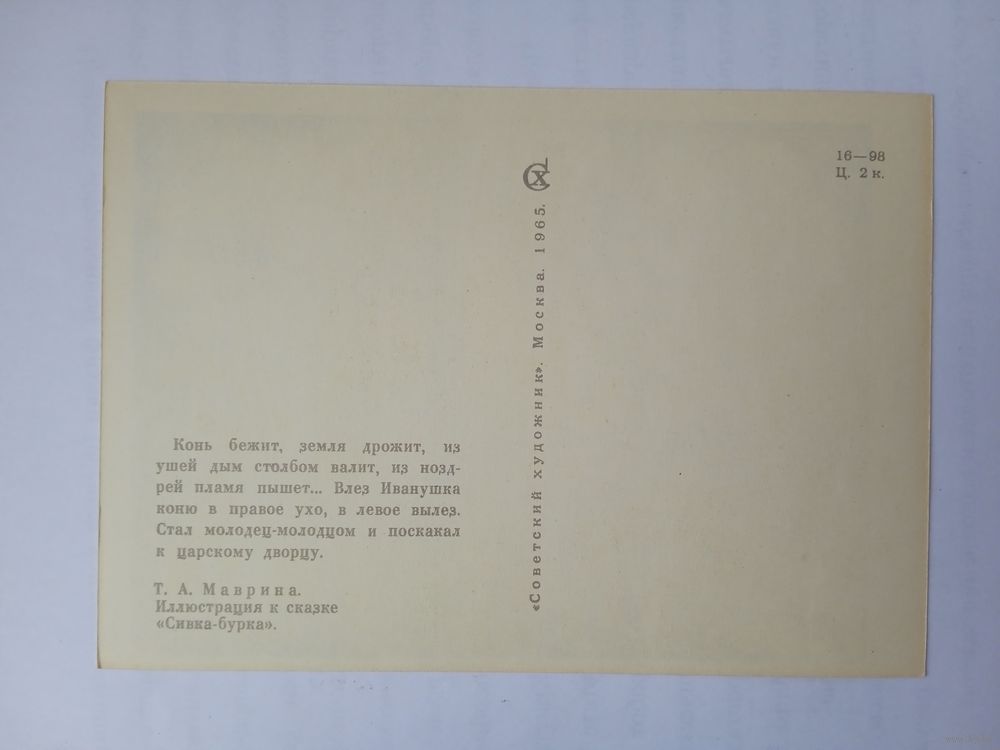 Конь бежит, земля дрожит, из
ушей дым столбом валит, из нозд-
рей пламя пышет... Влез Иванушка
коню в правое ухо, в левое вылез.
Стал молодец-молодцом и поскакал
к царскому дворцу.
Т. А. Маврина.
Иллюстрация к сказке
«Сивка-бурка».
«Советский художник». Москва. 1965.
16—98
Ц. 2 к.